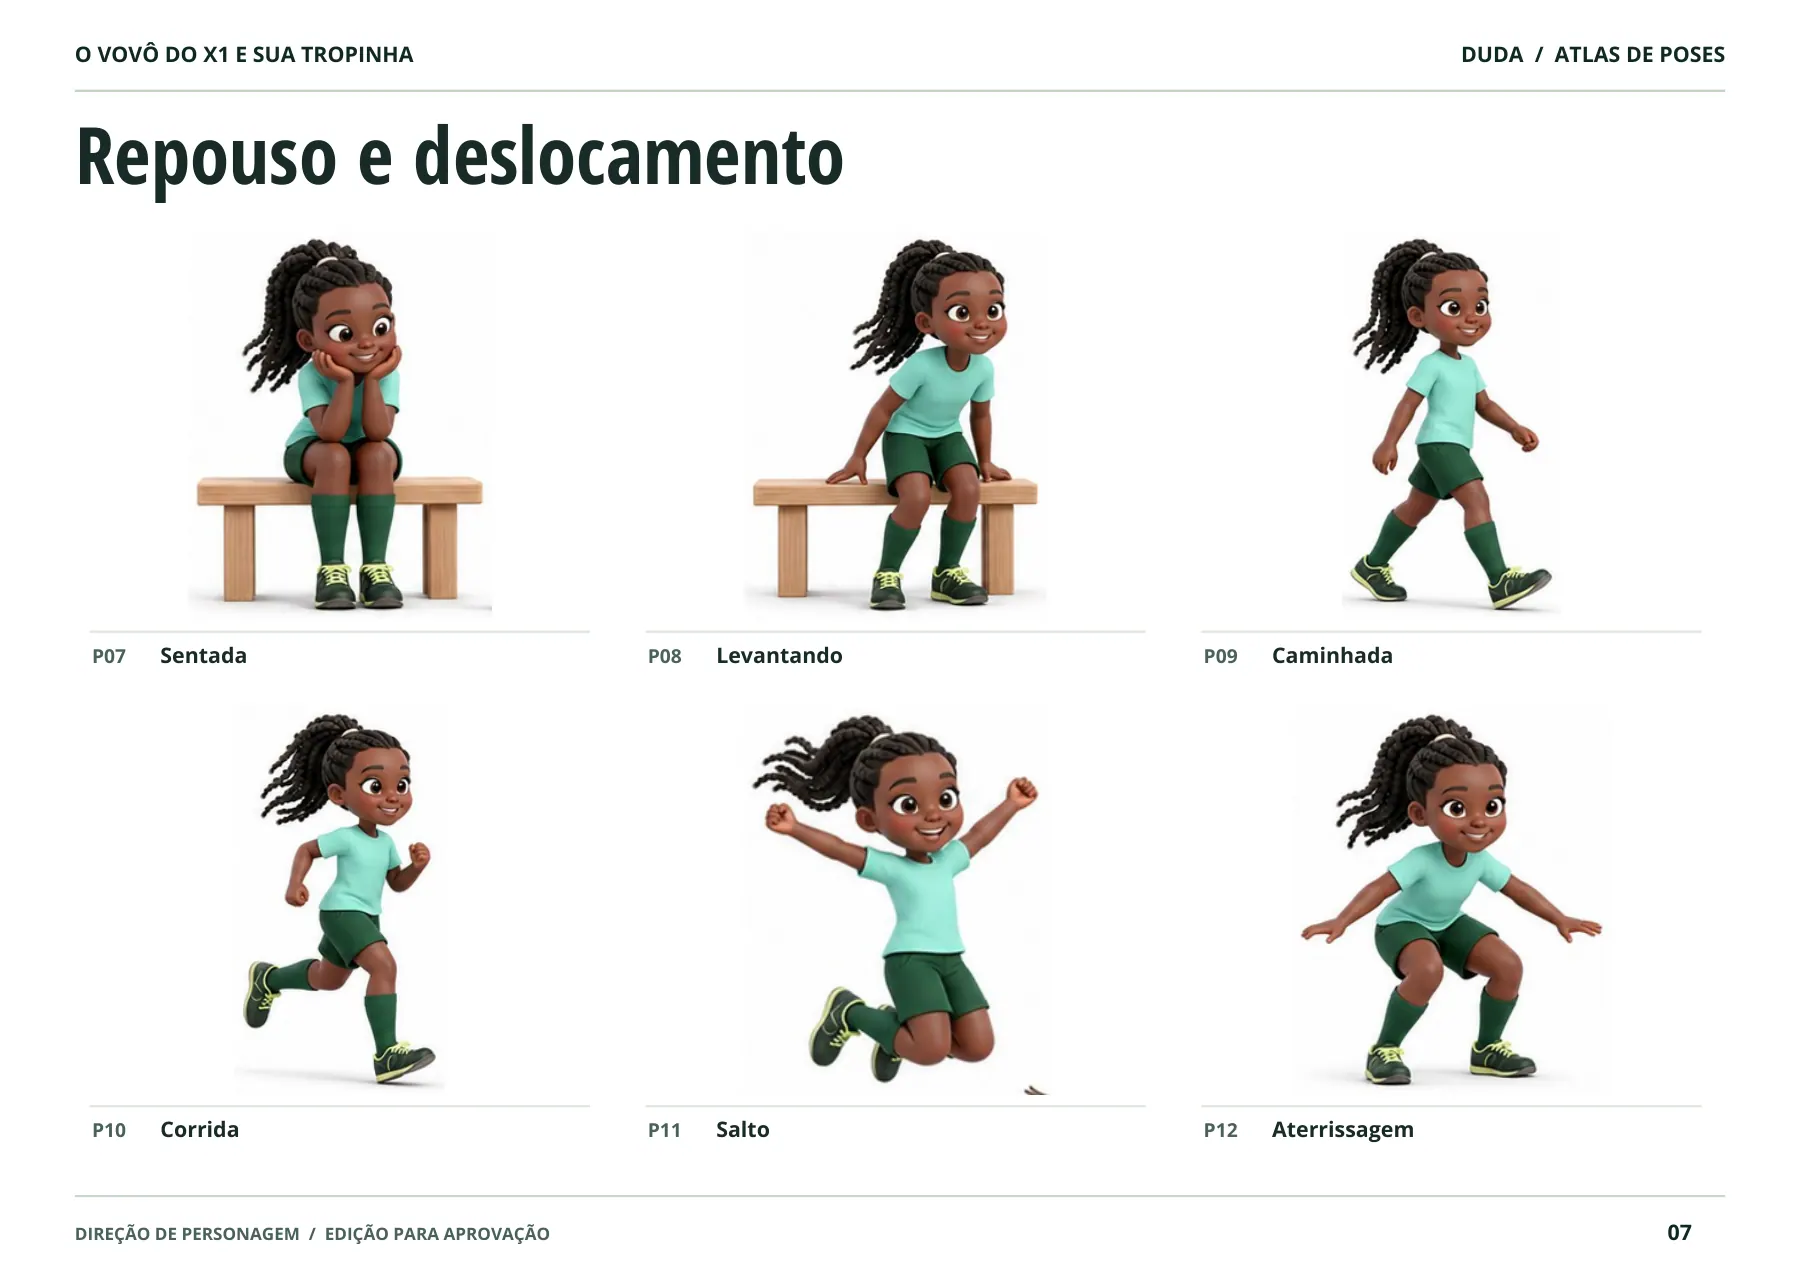 O VOVÔ DO X1 E SUA TROPINHA
DUDA / ATLAS DE POSES
Repouso e deslocamento
P07 Sentada
P08 Levantando
P09 Caminhada
P10 Corrida
P11 Salto
P12 Aterrissagem
DIREÇÃO DE PERSONAGEM / EDIÇÃO PARA APROVAÇÃO
07